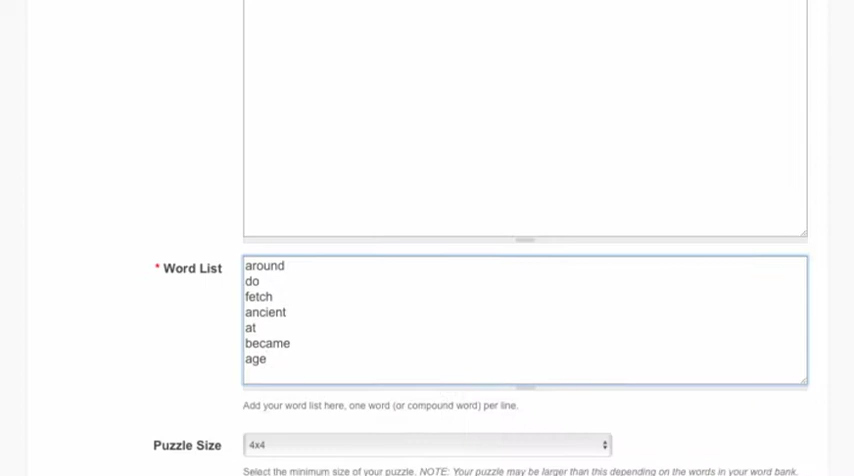 * Word List
around
do
fetch
ancient
at
became
age
Add your word list here, one word (or compound word) per line.
Puzzle Size
4x4
Select the minimum size of your puzzle. NOTE: Your puzzle may be larger than this depending on the words in your word bank.